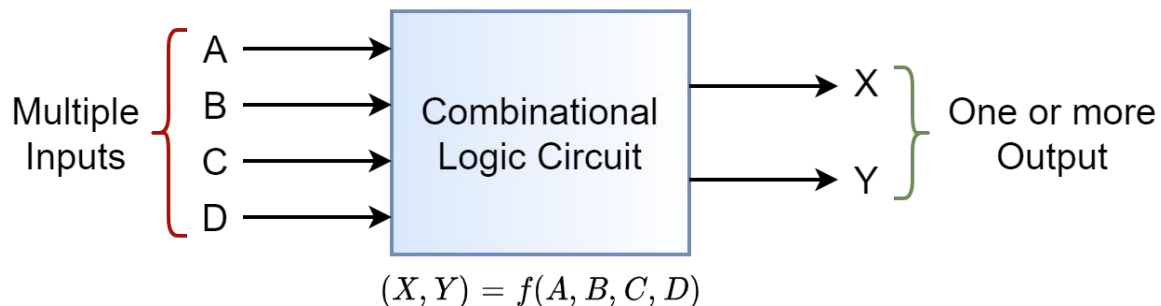 Multiple
Inputs
A
B
C
D
Combinational
Logic Circuit
X
Y
One or more
Output
(X, Y) = f(A, B, C, D)